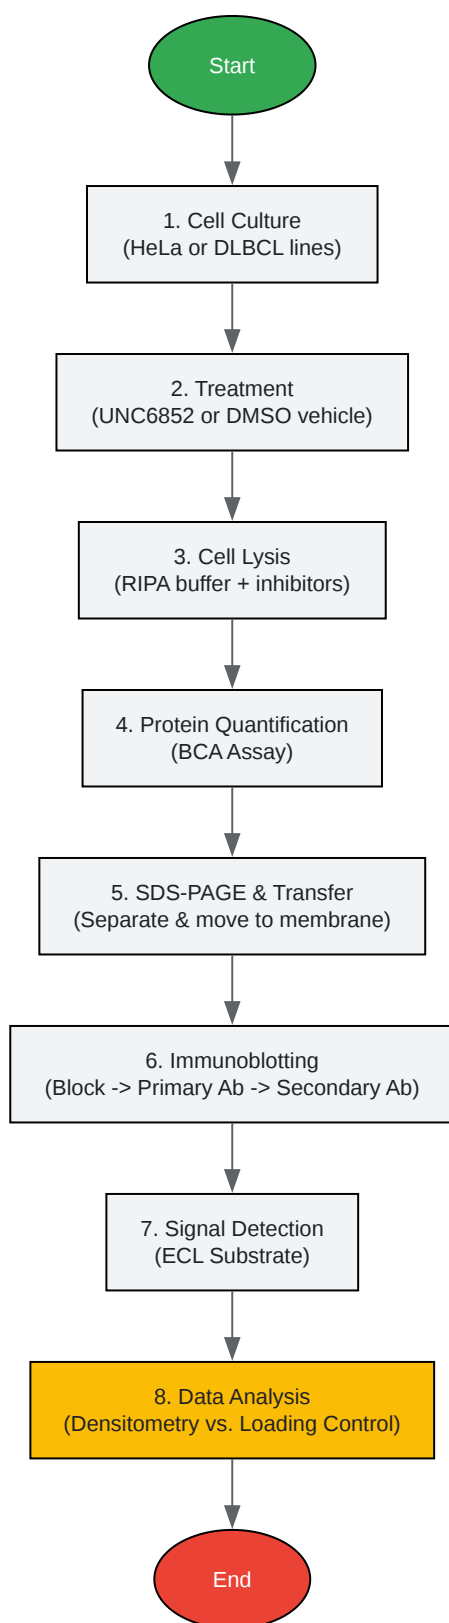 Start
1. Cell Culture
(HeLa or DLBCL lines)
2. Treatment
(UNC6852 or DMSO vehicle)
3. Cell Lysis
(RIPA buffer + inhibitors)
4. Protein Quantification
(BCA Assay)
5. SDS-PAGE & Transfer
(Separate & move to membrane)
6. Immunoblotting
(Block -> Primary Ab -> Secondary Ab)
7. Signal Detection
(ECL Substrate)
8. Data Analysis
(Densitometry vs. Loading Control)
End